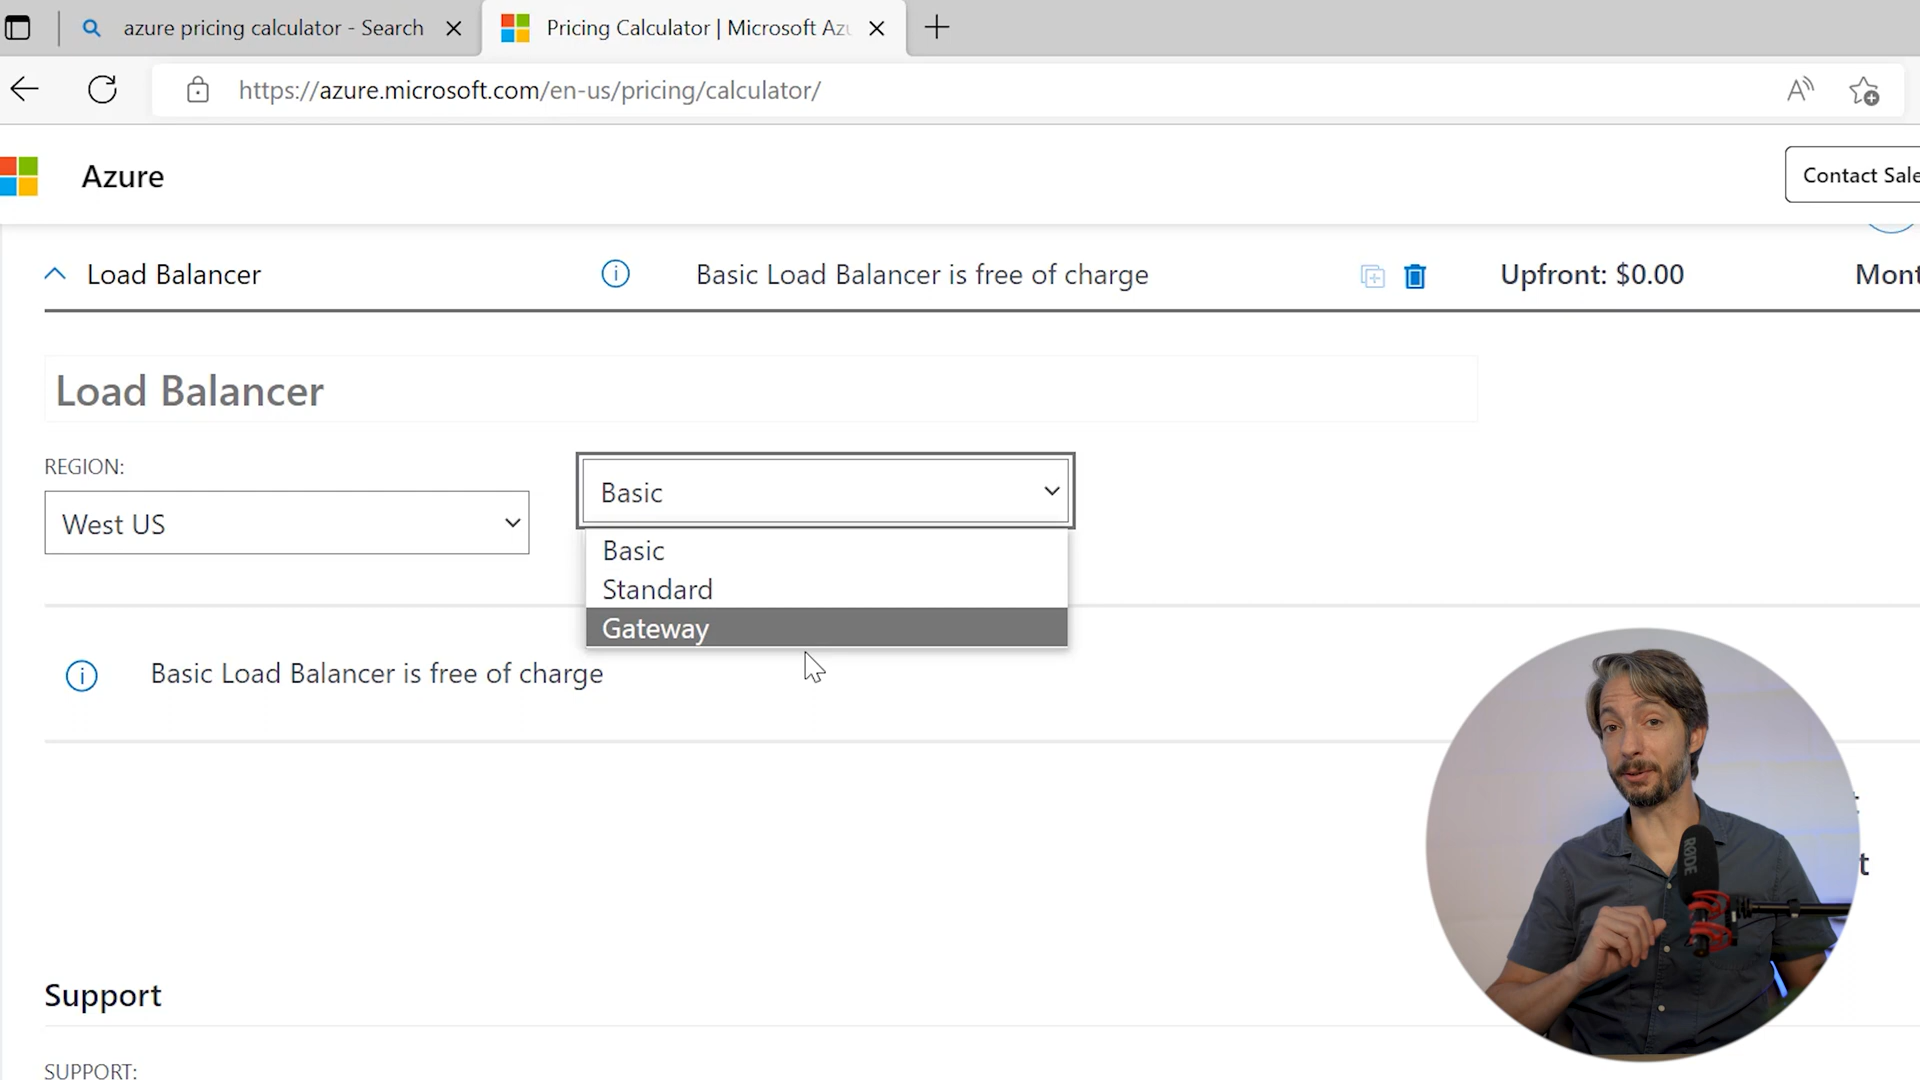 azure pricing calculator - Search
Pricing Calculator | Microsoft Az
https://azure.microsoft.com/en-us/pricing/calculator/
Azure
Contact Sale
Load Balancer
Basic Load Balancer is free of charge
Upfront: $0.00
Mont
Load Balancer
REGION:
West US
Basic
Basic
Standard
Gateway
Basic Load Balancer is free of charge
RØDE
Support
SUPPORT: